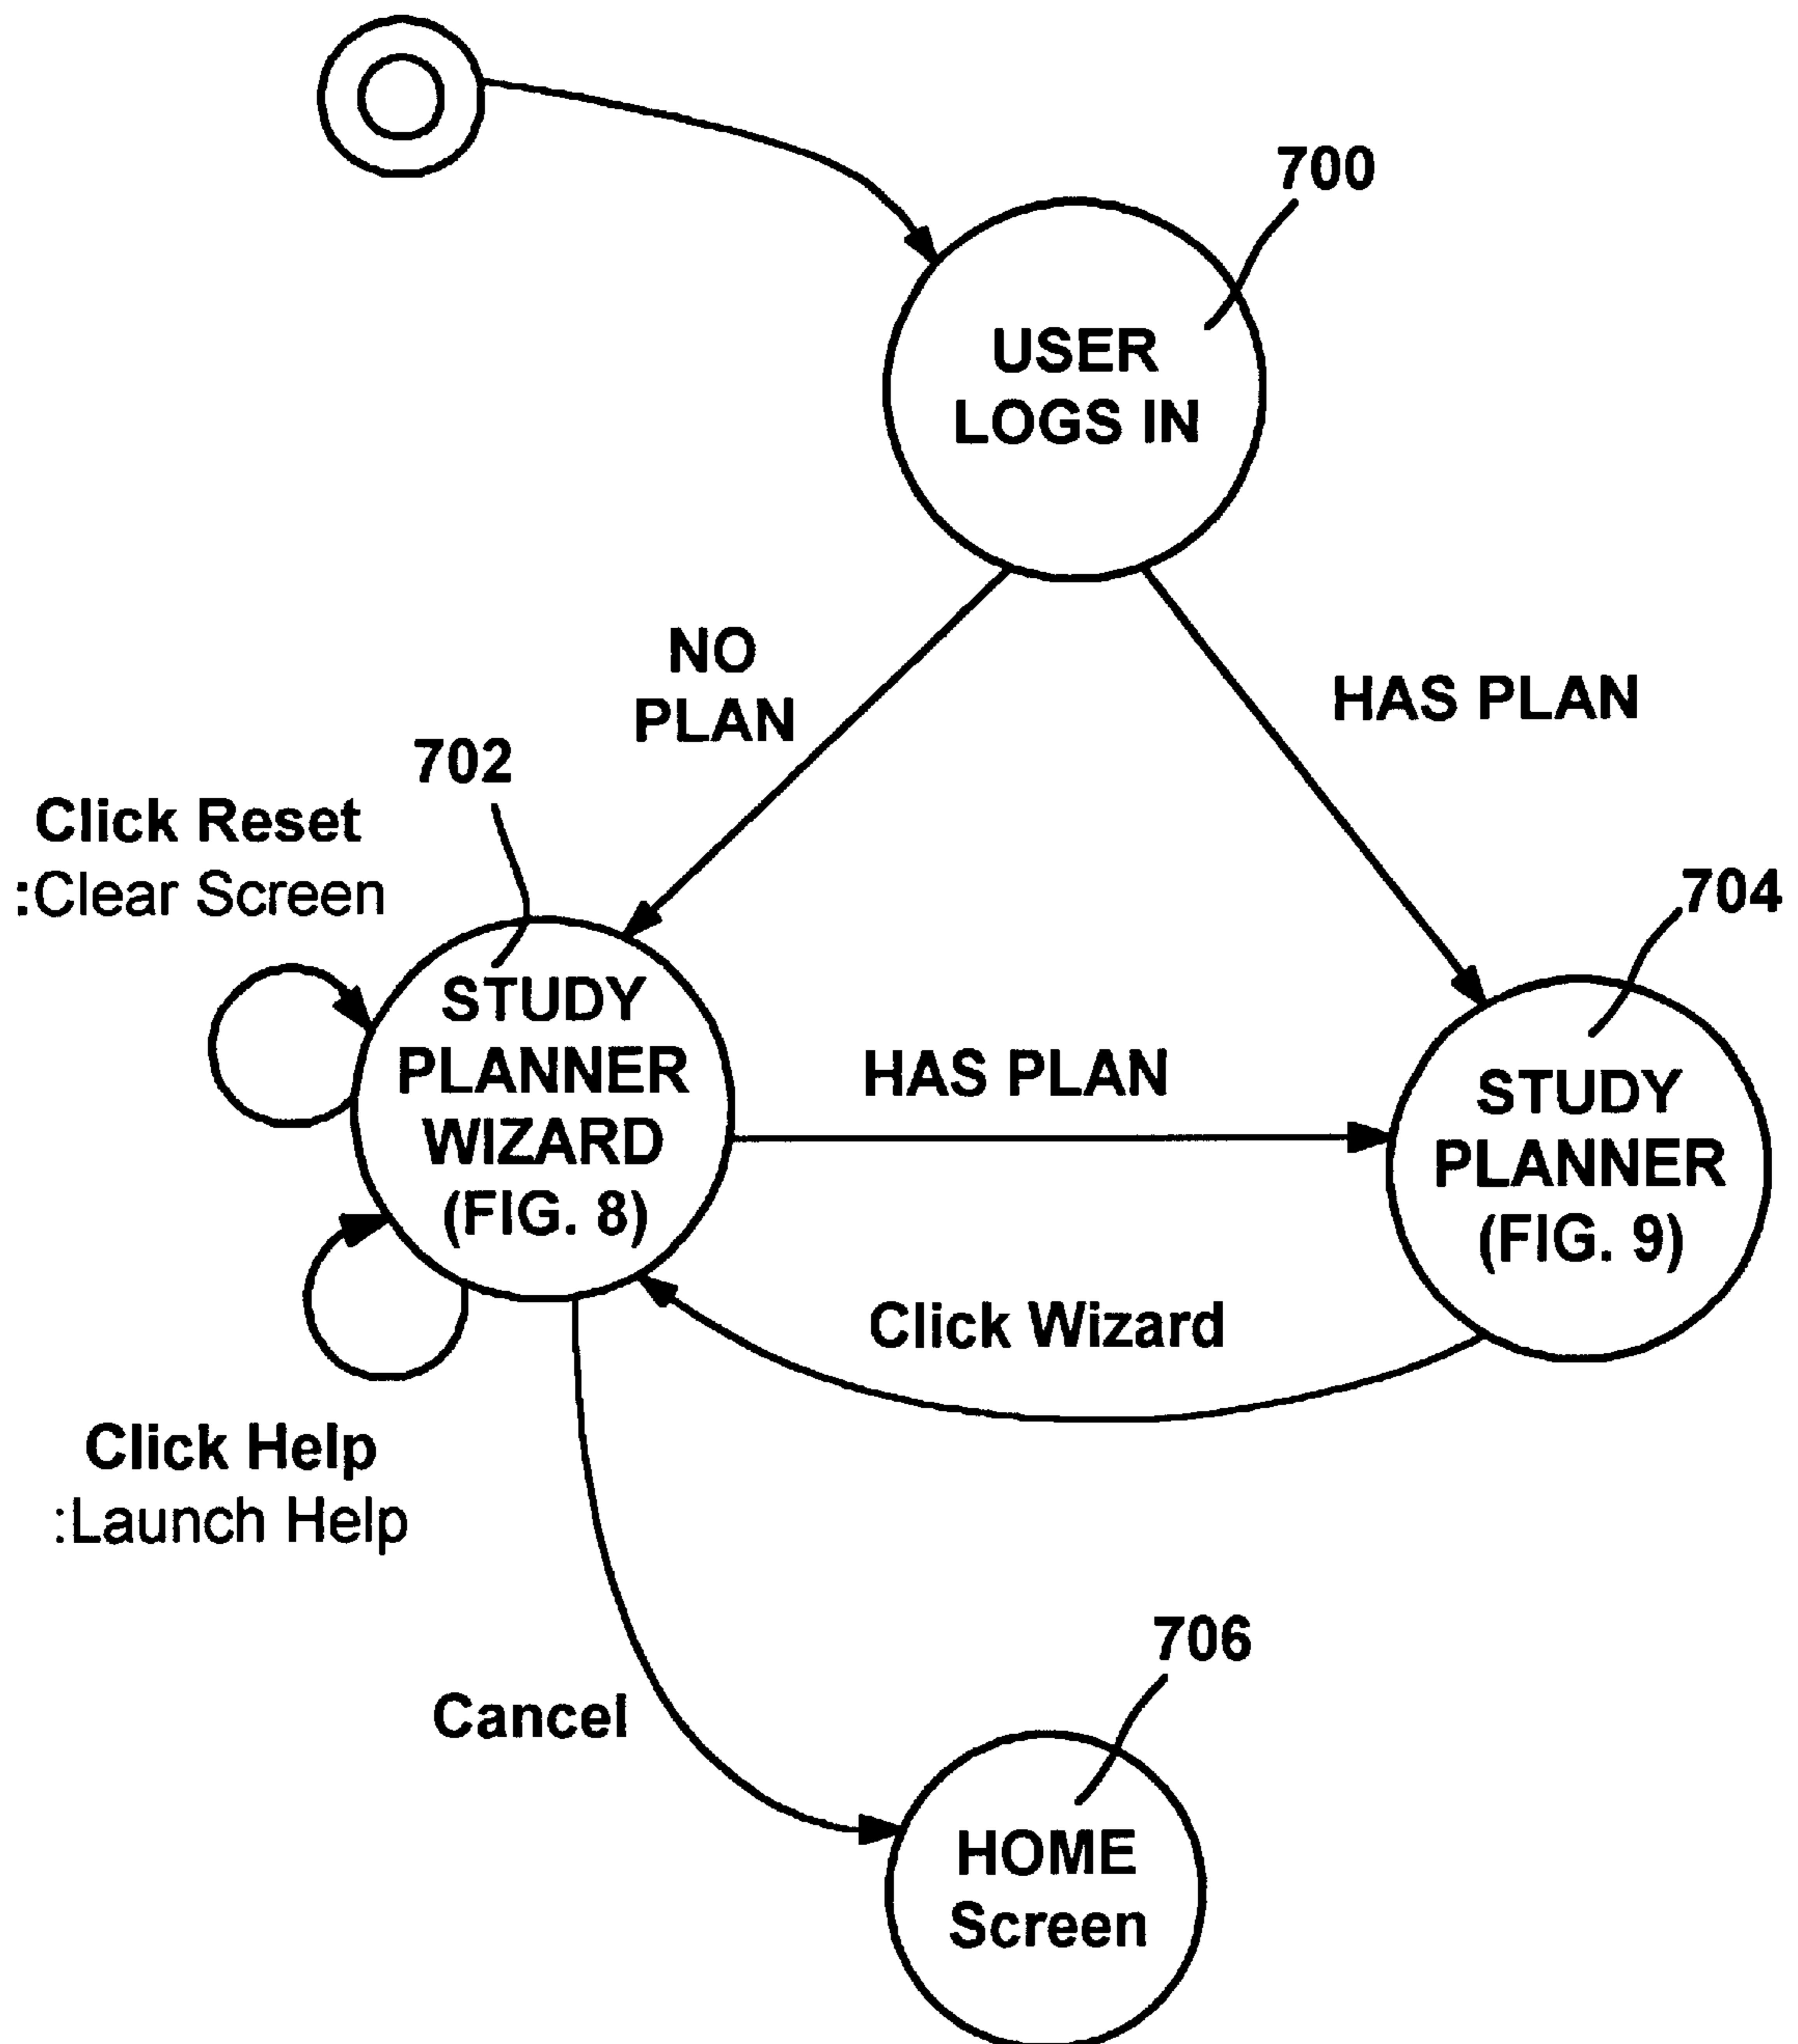 700
USER
LOGS IN
NO
PLAN
HAS PLAN
702
Click Reset
:Clear Screen
704
STUDY
PLANNER
WIZARD
(FIG. 8)
HAS PLAN
STUDY
PLANNER
(FIG. 9)
Click Wizard
Click Help
:Launch Help
706
Cancel
HOME
Screen